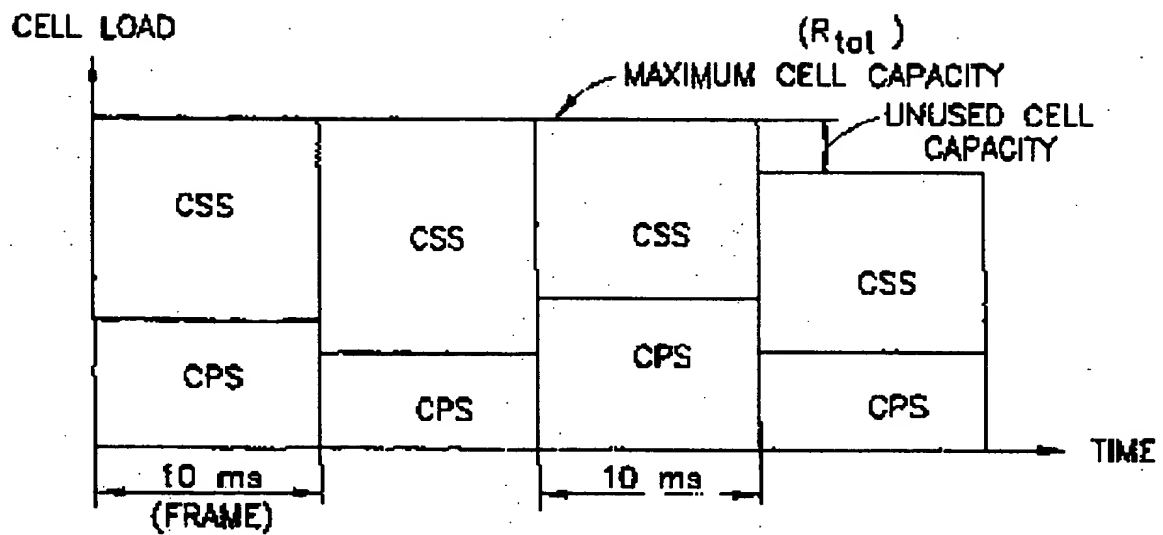 CELL LOAD
(Rtol)
MAXIMUM CELL CAPACITY
UNUSED CELL
CAPACITY
CSS
CSS
CSS
CSS
CPS
CPS
CPS
CPS
TIME
10 ms
(FRAME)
10 ms